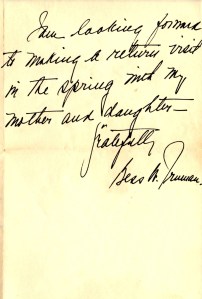 I am looking forward
to making a return visit
in the spring with my
mother and daughter—
Gratefully
Bess W. Truman.